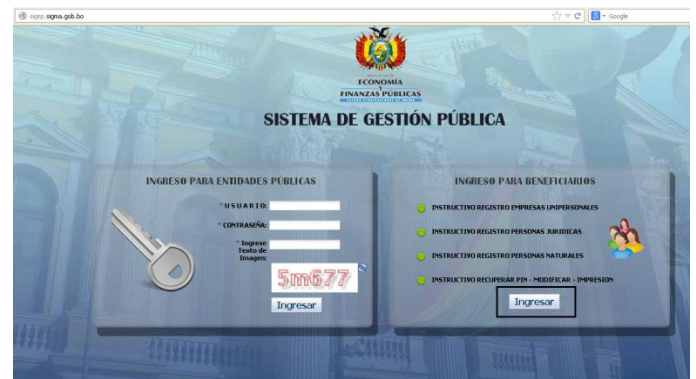 sigep.sigma.gob.bo
Google
ECONOMÍA
Y
FINANZAS PÚBLICAS
SISTEMA DE GESTIÓN PÚBLICA
INGRESO PARA ENTIDADES PÚBLICAS
* U S U A R I O:
* CONTRASEÑA:
* Ingrese
Texto de
Imagen:
5m677
Ingresar
INGRESO PARA BENEFICIARIOS
INSTRUCTIVO REGISTRO EMPRESAS UNIPERSONALES
INSTRUCTIVO REGISTRO PERSONAS JURIDICAS
INSTRUCTIVO REGISTRO PERSONAS NATURALES
INSTRUCTIVO RECUPERAR PIN - MODIFICAR - IMPRESION
Ingresar